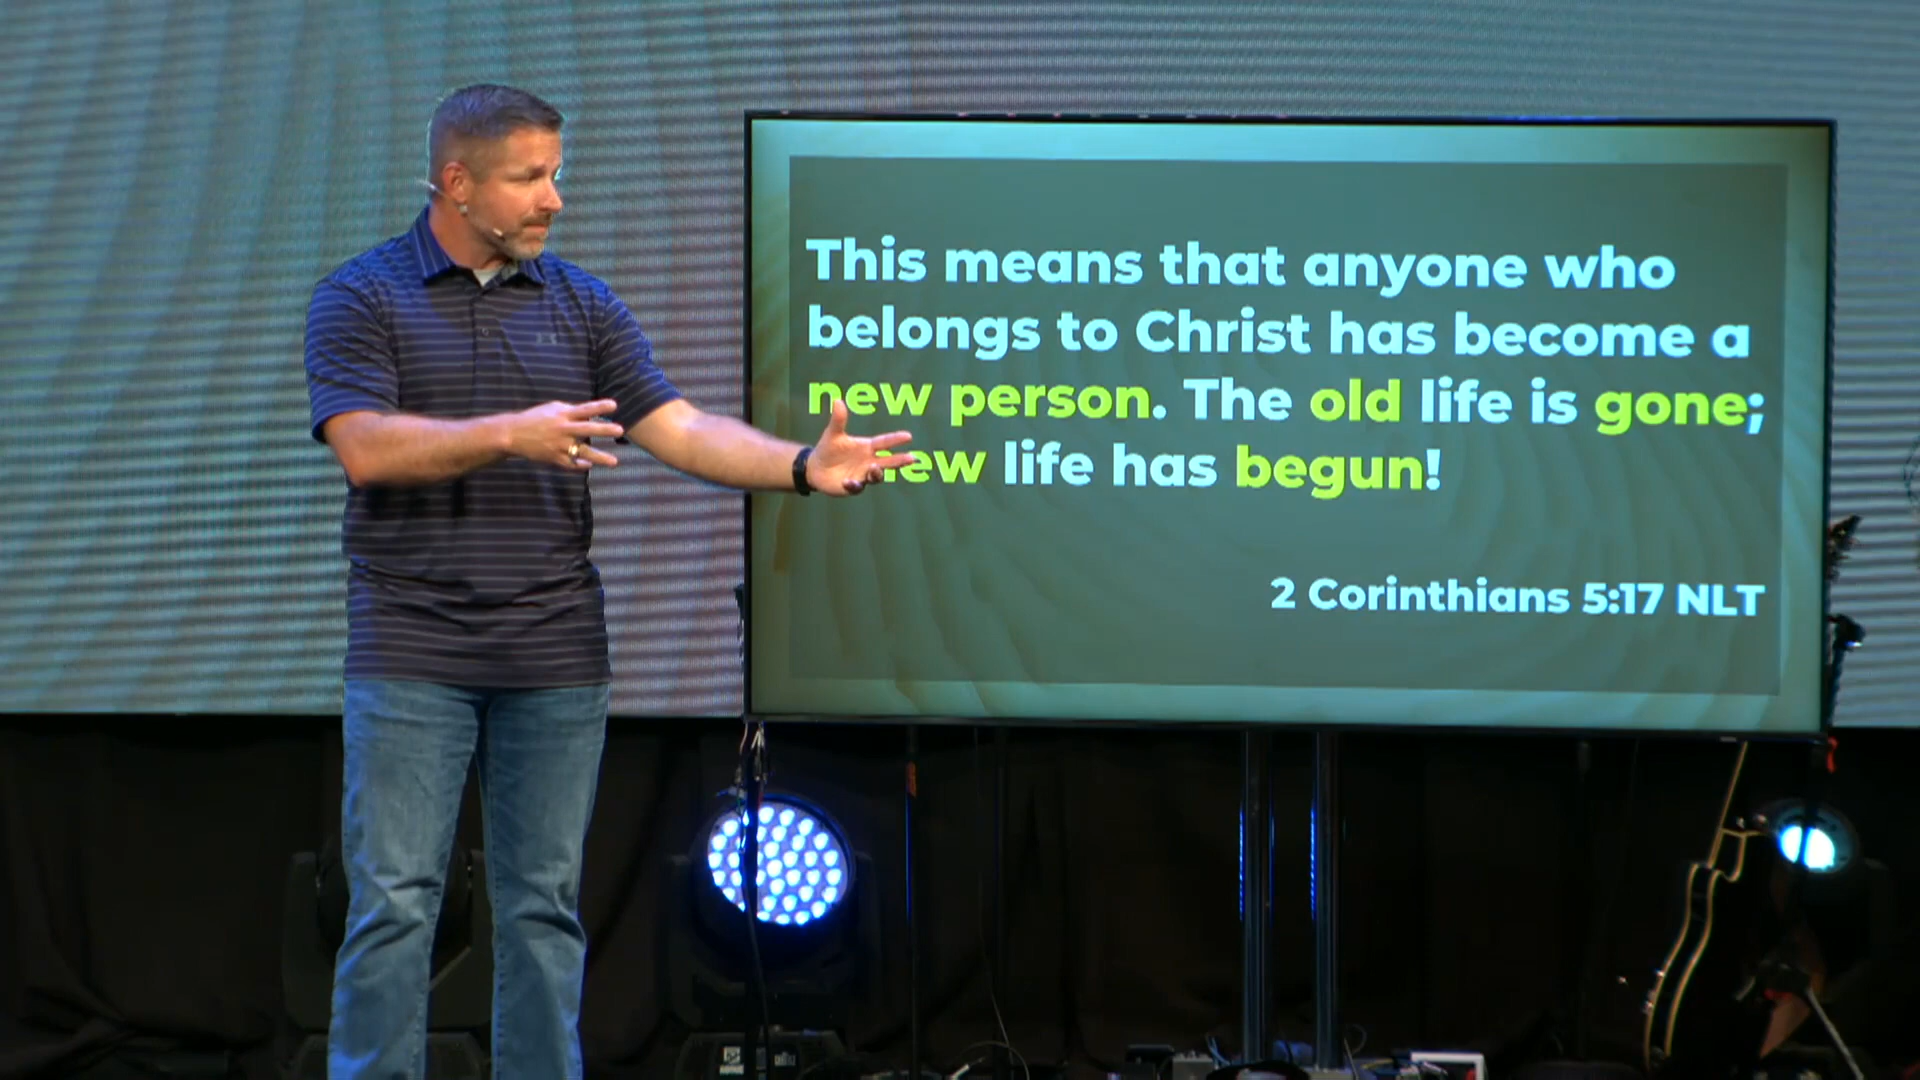 This means that anyone who
belongs to Christ has become a
new person. The old life is gone;
new life has begun!
2 Corinthians 5:17 NLT